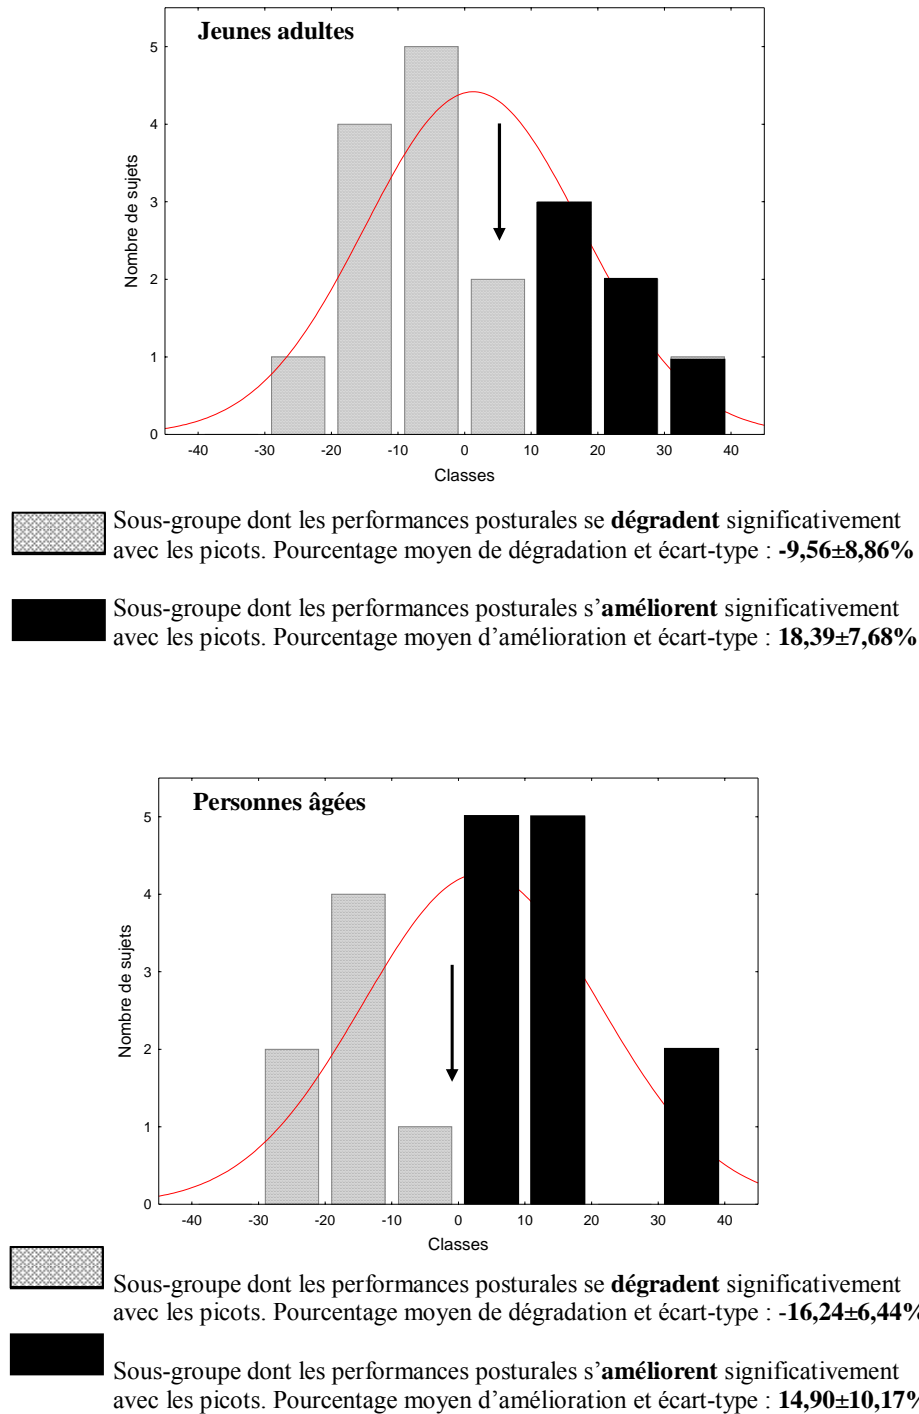 Jeunes adultes
5
4
3
2
1
0
Nombre de sujets
-40 -30 -20 -10 0 10 20 30 40
Classes
Sous-groupe dont les performances posturales se dégradent significativement
avec les picots. Pourcentage moyen de dégradation et écart-type : -9,56±8,86%
Sous-groupe dont les performances posturales s’améliorent significativement
avec les picots. Pourcentage moyen d’amélioration et écart-type : 18,39±7,68%
Personnes âgées
5
4
3
2
1
0
Nombre de sujets
-40 -30 -20 -10 0 10 20 30 40
Classes
Sous-groupe dont les performances posturales se dégradent significativement
avec les picots. Pourcentage moyen de dégradation et écart-type : -16,24±6,44%
Sous-groupe dont les performances posturales s’améliorent significativement
avec les picots. Pourcentage moyen d’amélioration et écart-type : 14,90±10,17%